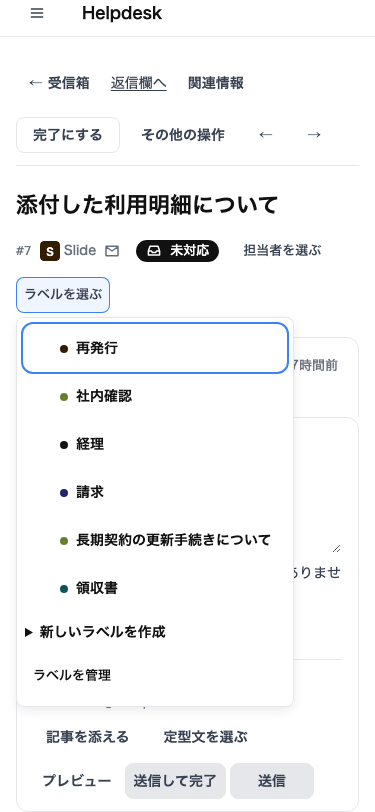 Helpdesk
← 受信箱 返信欄へ 関連情報
完了にする その他の操作 ← →
添付した利用明細について
#7 S Slide 未対応 担当者を選ぶ
ラベルを選ぶ
再発行
7時間前
社内確認
経理
請求
長期契約の更新手続きについて
ありませ
領収書
新しいラベルを作成
ラベルを管理
記事を添える 定型文を選ぶ
プレビュー 送信して完了 送信